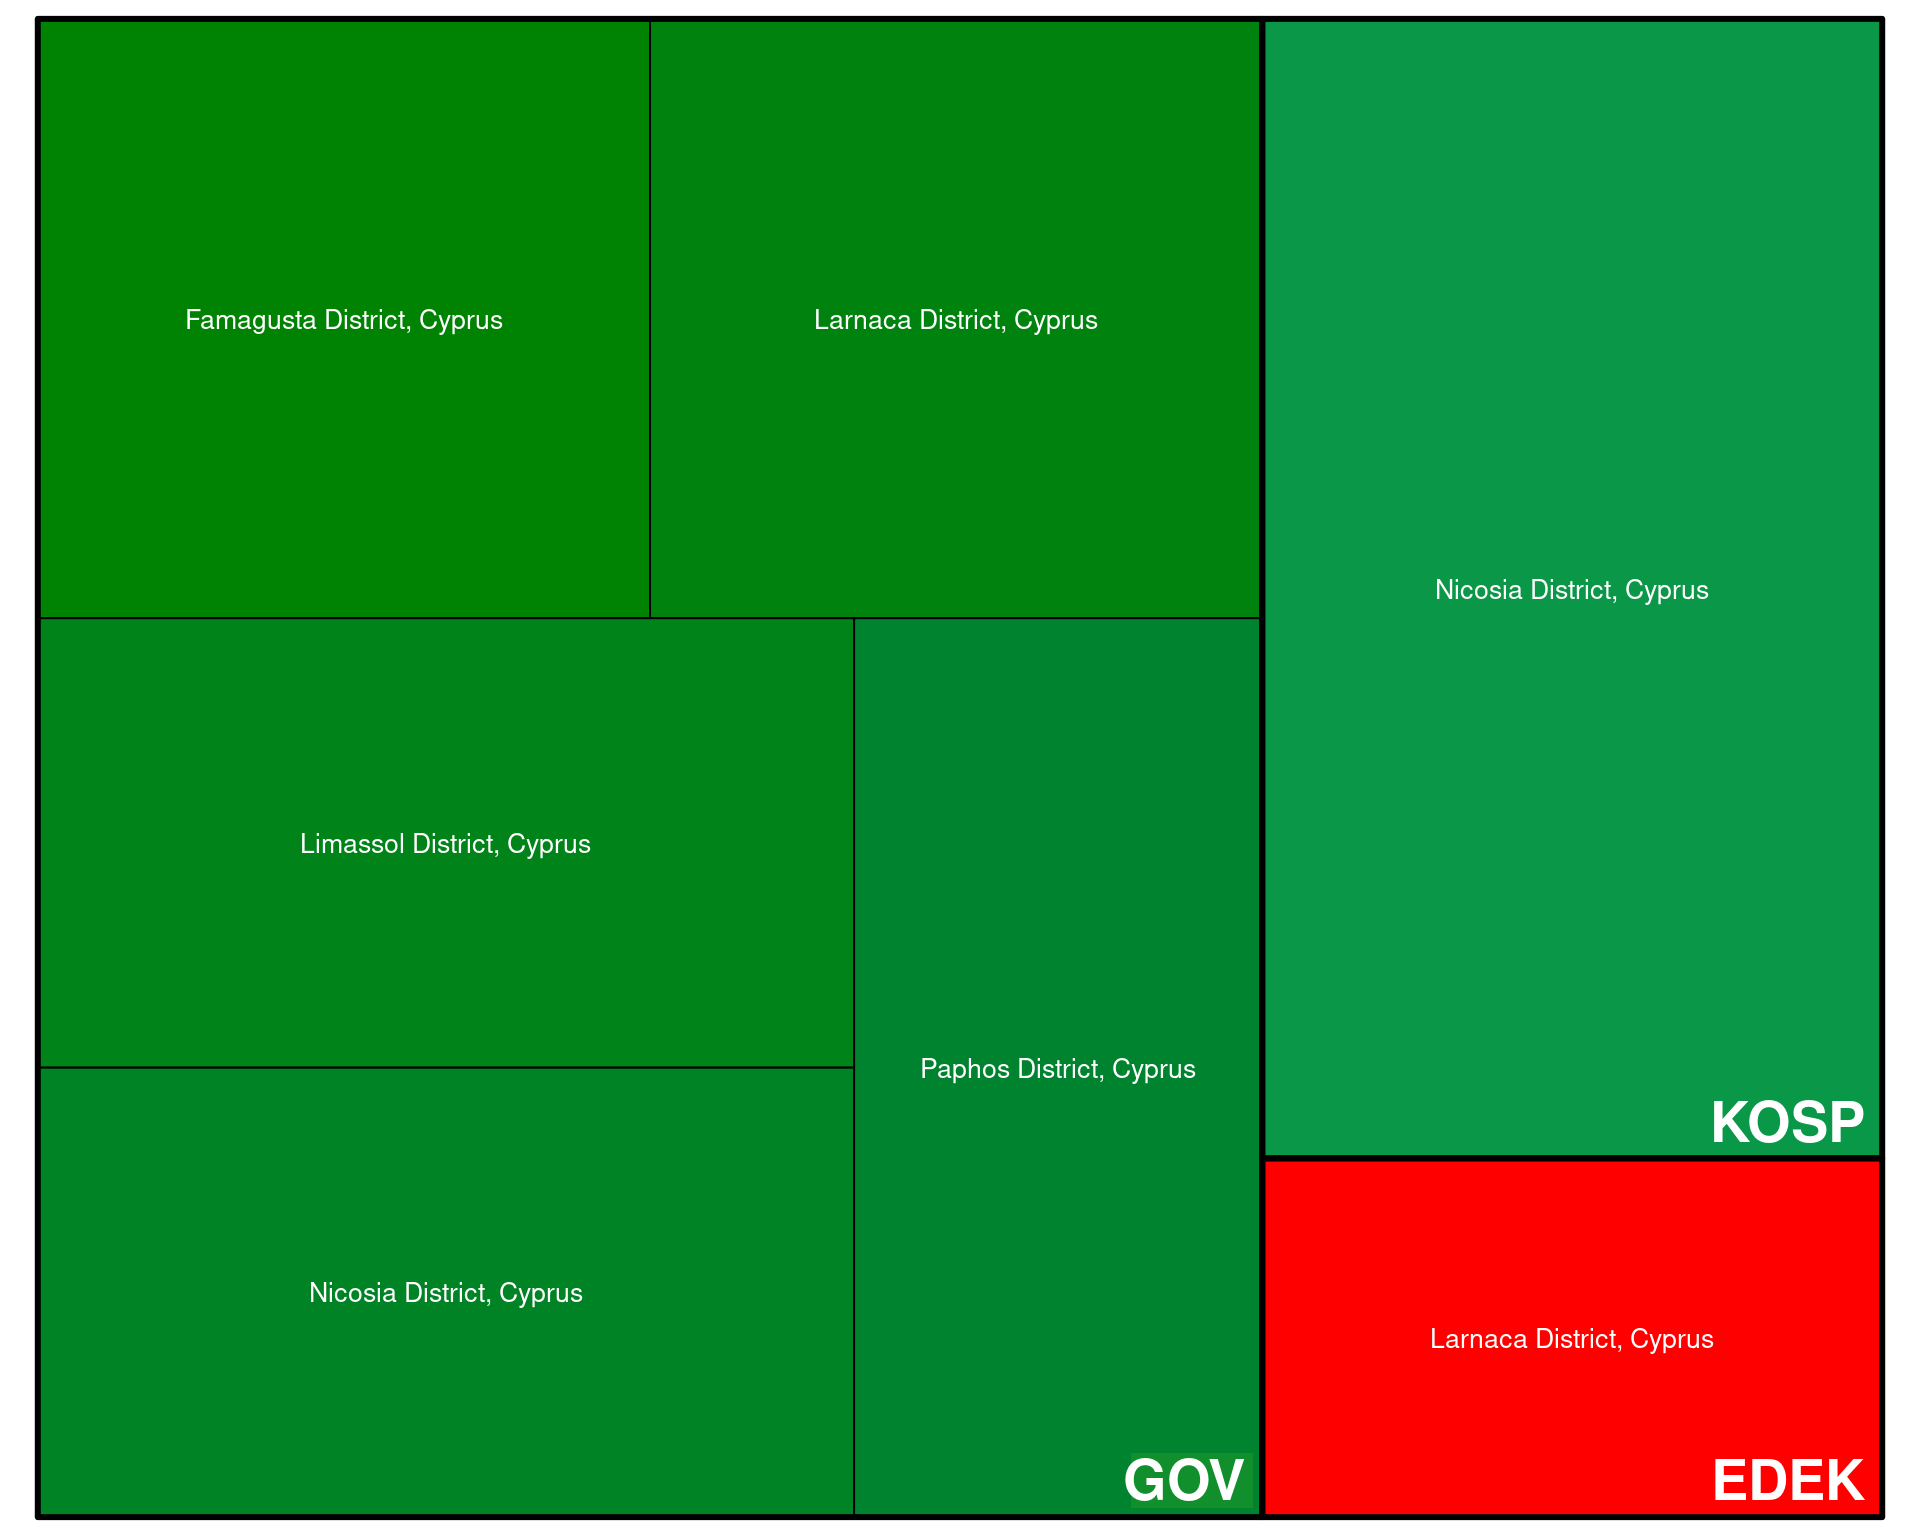 Famagusta District, Cyprus
Larnaca District, Cyprus
Limassol District, Cyprus
Nicosia District, Cyprus
Paphos District, Cyprus
GOV
Nicosia District, Cyprus
KOSP
Larnaca District, Cyprus
EDEK